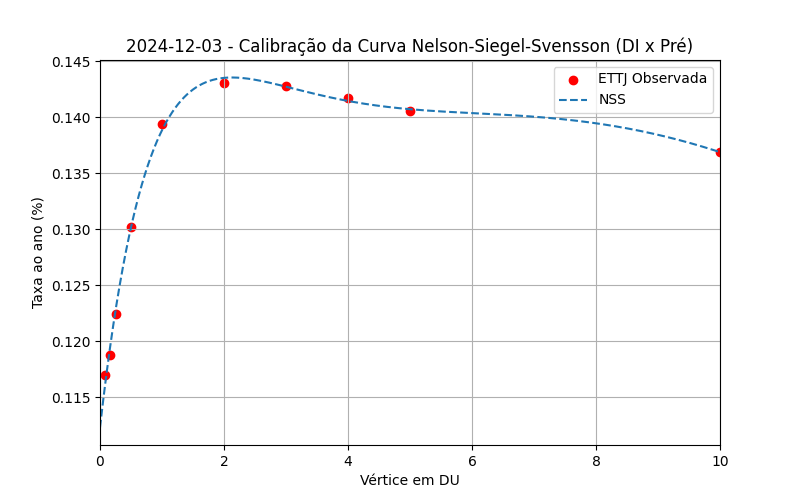 2024-12-03 - Calibração da Curva Nelson-Siegel-Svensson (DI x Pré)
0.145
0.140
0.135
0.130
0.125
0.120
0.115
Taxa ao ano (%)
ETTJ Observada
NSS
0 2 4 6 8 10
Vértice em DU